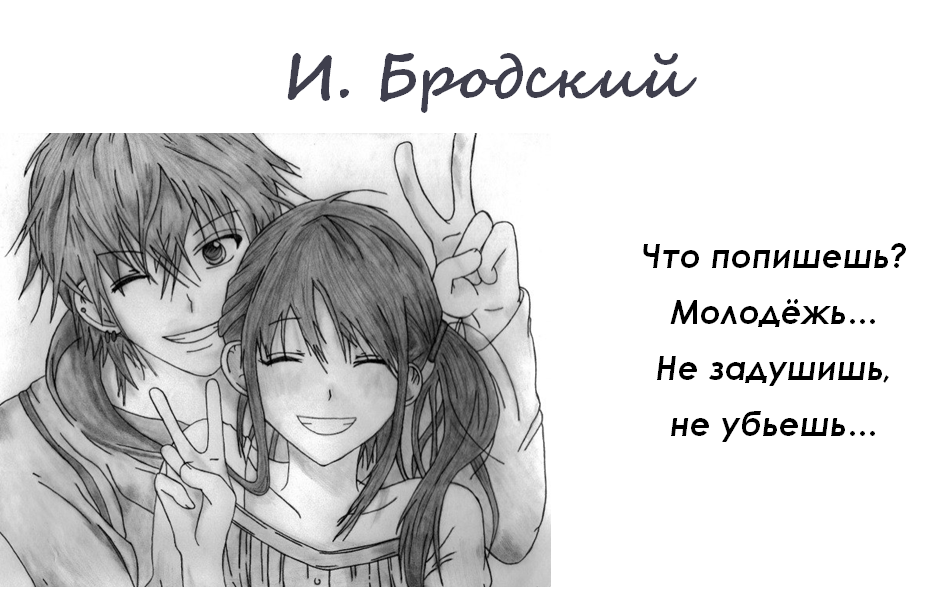 И. Бродский
Что попишешь?
Молодёжь...
Не задушишь,
не убьешь...